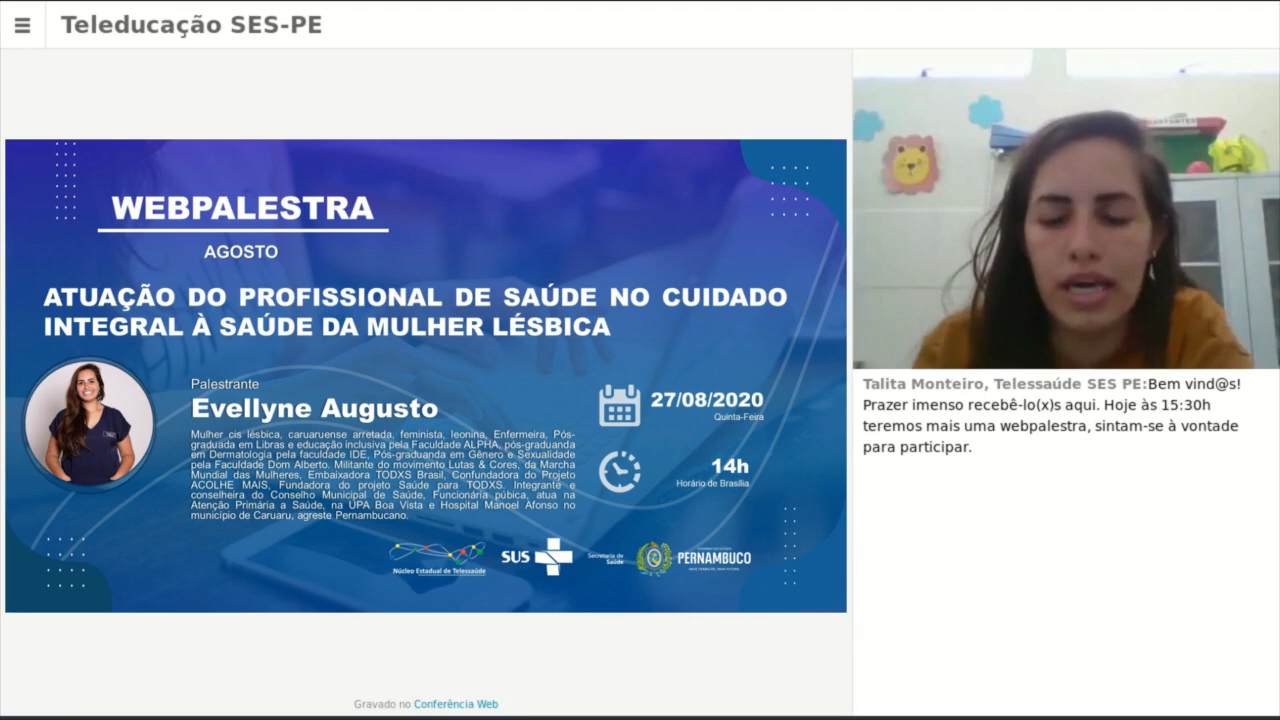 Teleducação SES-PE
WEBPALESTRA
AGOSTO
ATUAÇÃO DO PROFISSIONAL DE SAÚDE NO CUIDADO
INTEGRAL À SAÚDE DA MULHER LÉSBICA
Palestrante
Evellyne Augusto
Mulher cis lésbica, caruaruense arretada, feminista, leonina, Enfermeira, Pós-
graduada em Libras e educação inclusiva pela Faculdade ALPHA, pós-graduanda
em Dermatologia pela faculdade IDE, Pós-graduanda em Gênero e Sexualidade
pela Faculdade Dom Alberto. Militante do movimento Lutas & Cores, da Marcha
Mundial das Mulheres, Embaixadora TODXS Brasil, Confundadora do Projeto
ACOLHE MAIS, Fundadora do projeto Saúde para TODXS. Integrante e
conselheira do Conselho Municipal de Saúde, Funcionária púbica, atua na
Atenção Primária a Saúde, na UPA Boa Vista e Hospital Manoel Afonso no
município de Caruaru, agreste Pernambucano.
27/08/2020
Quinta-Feira
14h
Horário de Brasília
Núcleo Estadual de Telessaúde
SUS
Secretaria de
Saúde
PERNAMBUCO
Talita Monteiro, Telessaúde SES PE:Bem vind@s!
Prazer imenso recebê-lo(x)s aqui. Hoje às 15:30h
teremos mais uma webpalestra, sintam-se à vontade
para participar.
Gravado no Conferência Web